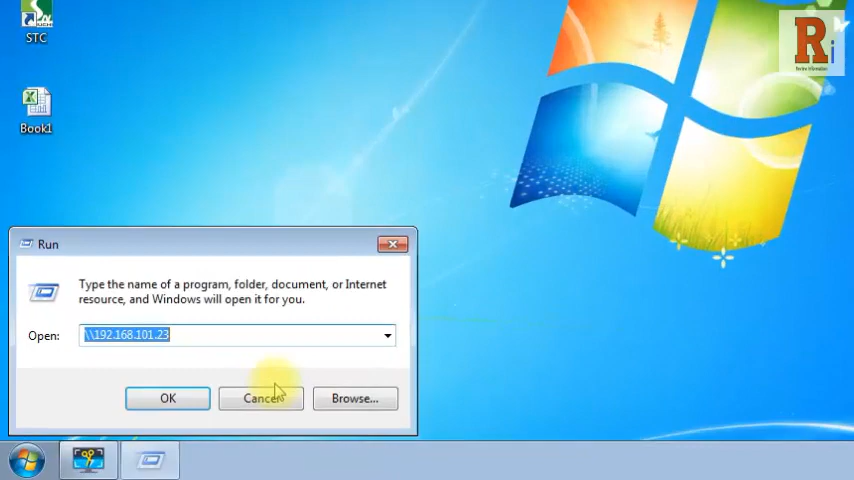 STC
Book1
Ri
Run
Type the name of a program, folder, document, or Internet
resource, and Windows will open it for you.
Open:
\\192.168.101.23
OK
Cancel
Browse...